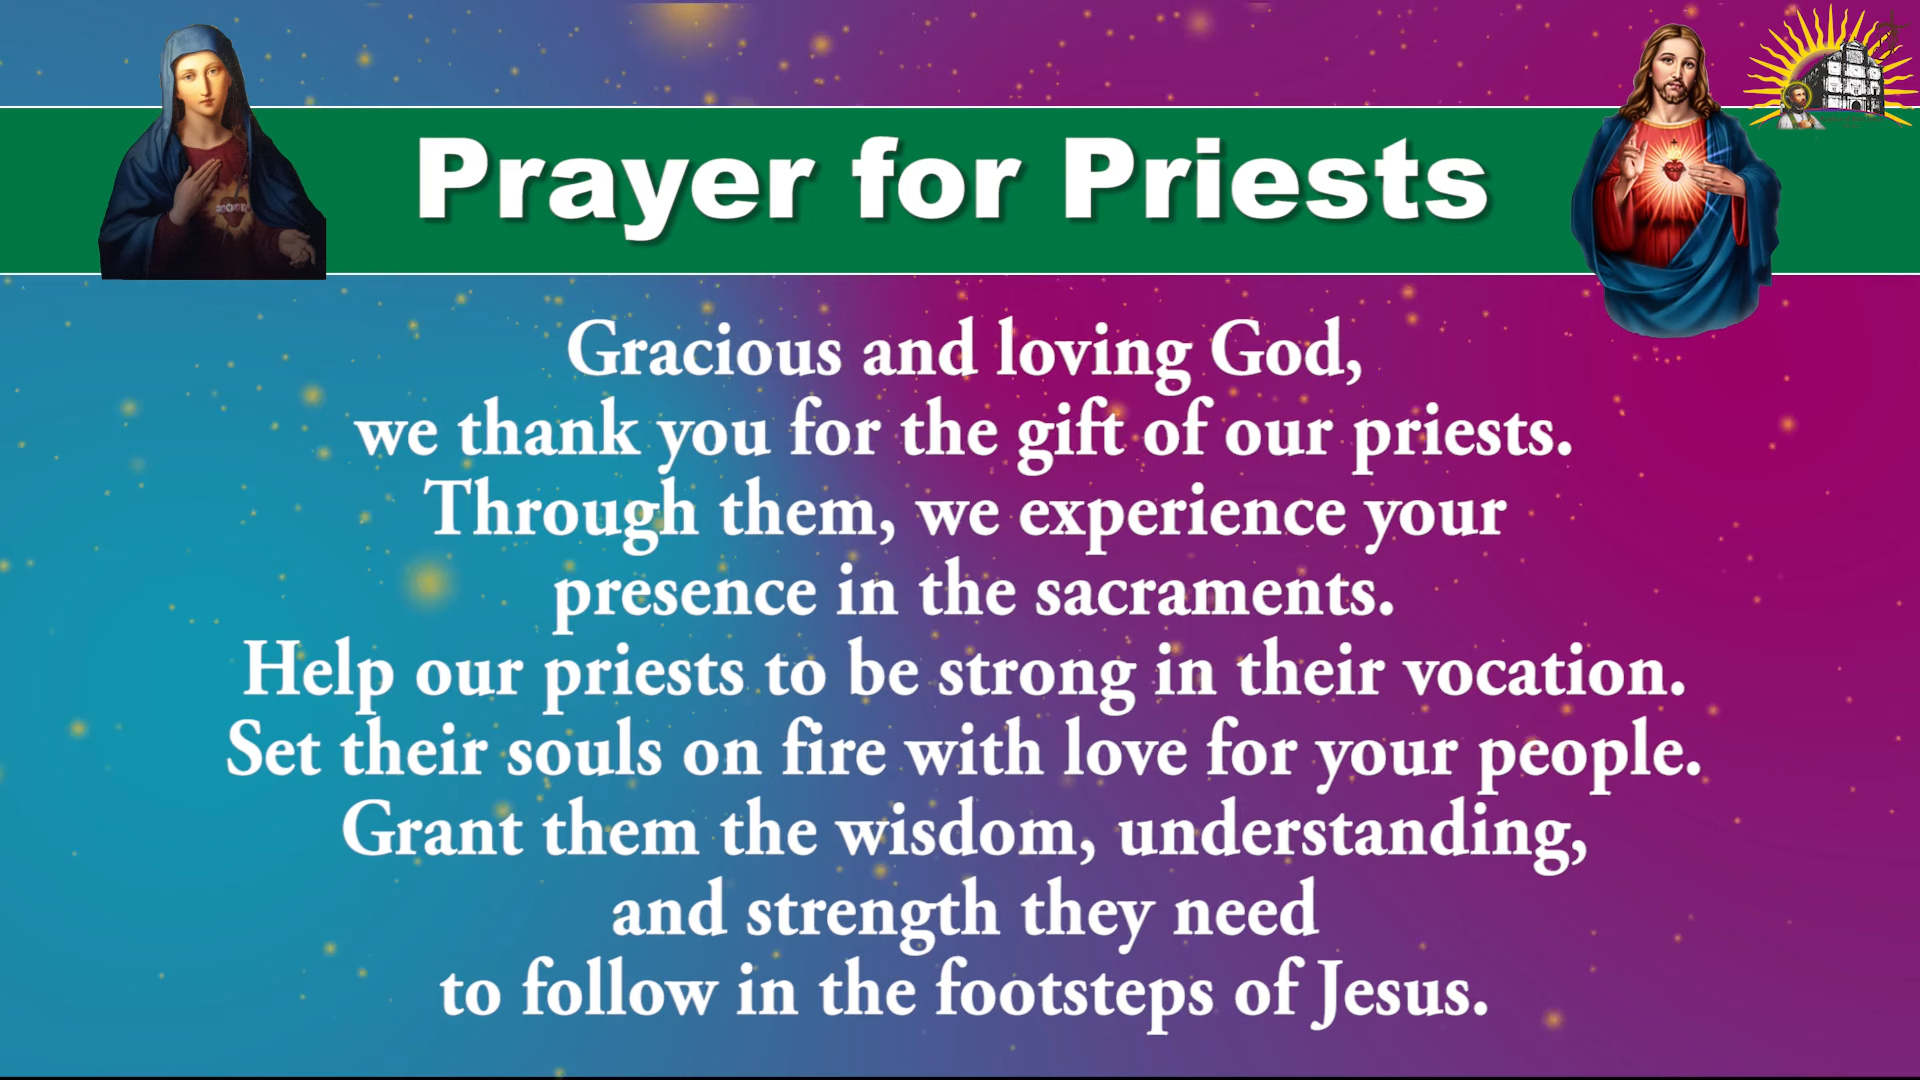 Prayer for Priests
Gracious and loving God,
we thank you for the gift of our priests.
Through them, we experience your
presence in the sacraments.
Help our priests to be strong in their vocation.
Set their souls on fire with love for your people.
Grant them the wisdom, understanding,
and strength they need
to follow in the footsteps of Jesus.